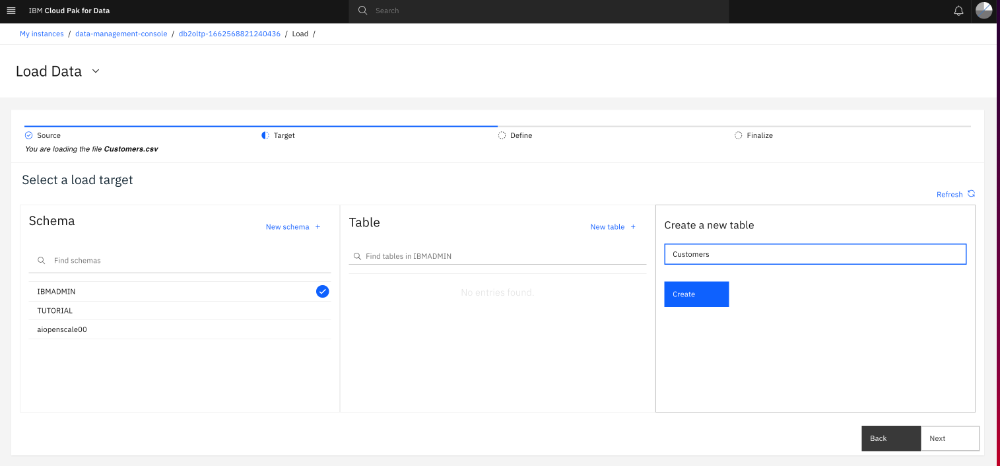 IBM Cloud Pak for Data
Search
My instances / data-management-console / db2oltp-1662568821240436 / Load /
Load Data
Source
Target
Define
Finalize
You are loading the file Customers.csv
Select a load target
Refresh
Schema
New schema +
Find schemas
IBMADMIN
TUTORIAL
aiopenscale00
Table
New table +
Find tables in IBMADMIN
No entries found.
Create a new table
Customers
Create
Back
Next